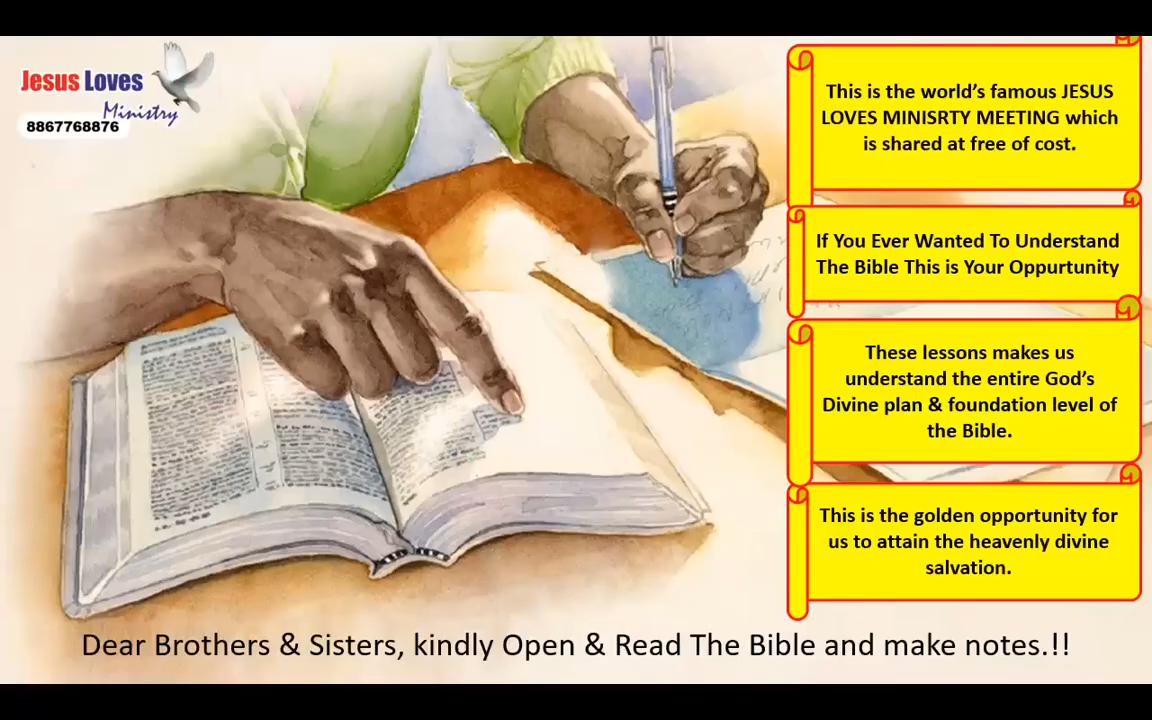 Jesus Loves
Ministry
8867768876
This is the world’s famous JESUS
LOVES MINISRTY MEETING which
is shared at free of cost.
If You Ever Wanted To Understand
The Bible This is Your Oppurtunity
These lessons makes us
understand the entire God’s
Divine plan & foundation level of
the Bible.
This is the golden opportunity for
us to attain the heavenly divine
salvation.
Dear Brothers & Sisters, kindly Open & Read The Bible and make notes.!!